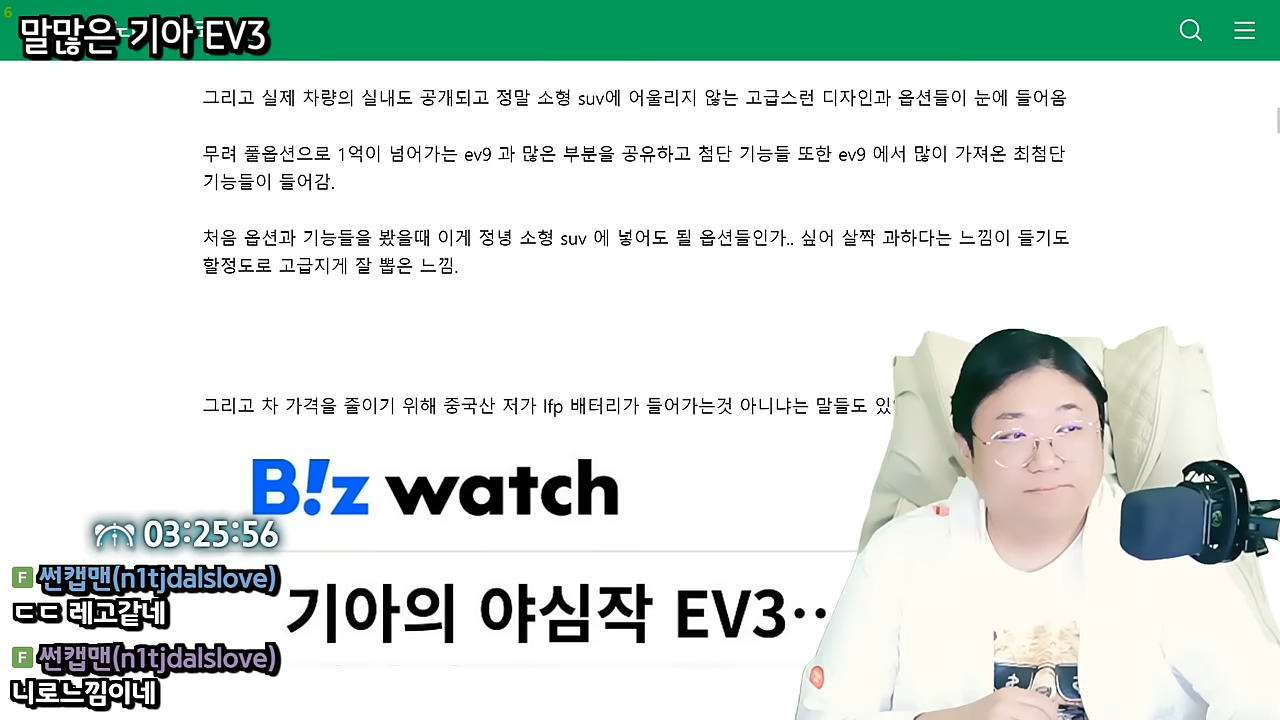 6
말많은 기아 EV3
그리고 실제 차량의 실내도 공개되고 정말 소형 suv에 어울리지 않는 고급스런 디자인과 옵션들이 눈에 들어옴
무려 풀옵션으로 1억이 넘어가는 ev9 과 많은 부분을 공유하고 첨단 기능들 또한 ev9 에서 많이 가져온 최첨단
기능들이 들어감.
처음 옵션과 기능들을 봤을때 이게 정녕 소형 suv 에 넣어도 될 옵션들인가.. 싶어 살짝 과하다는 느낌이 들기도
할정도로 고급지게 잘 뽑은 느낌.
그리고 차 가격을 줄이기 위해 중국산 저가 lfp 배터리가 들어가는것 아니냐는 말들도
B!z watch
03:25:56
기아의 야심작 EV3…
F 썬캡맨(n1tjdalslove)
ㄷㄷ 레고같네
F 썬캡맨(n1tjdalslove)
니로느낌이네